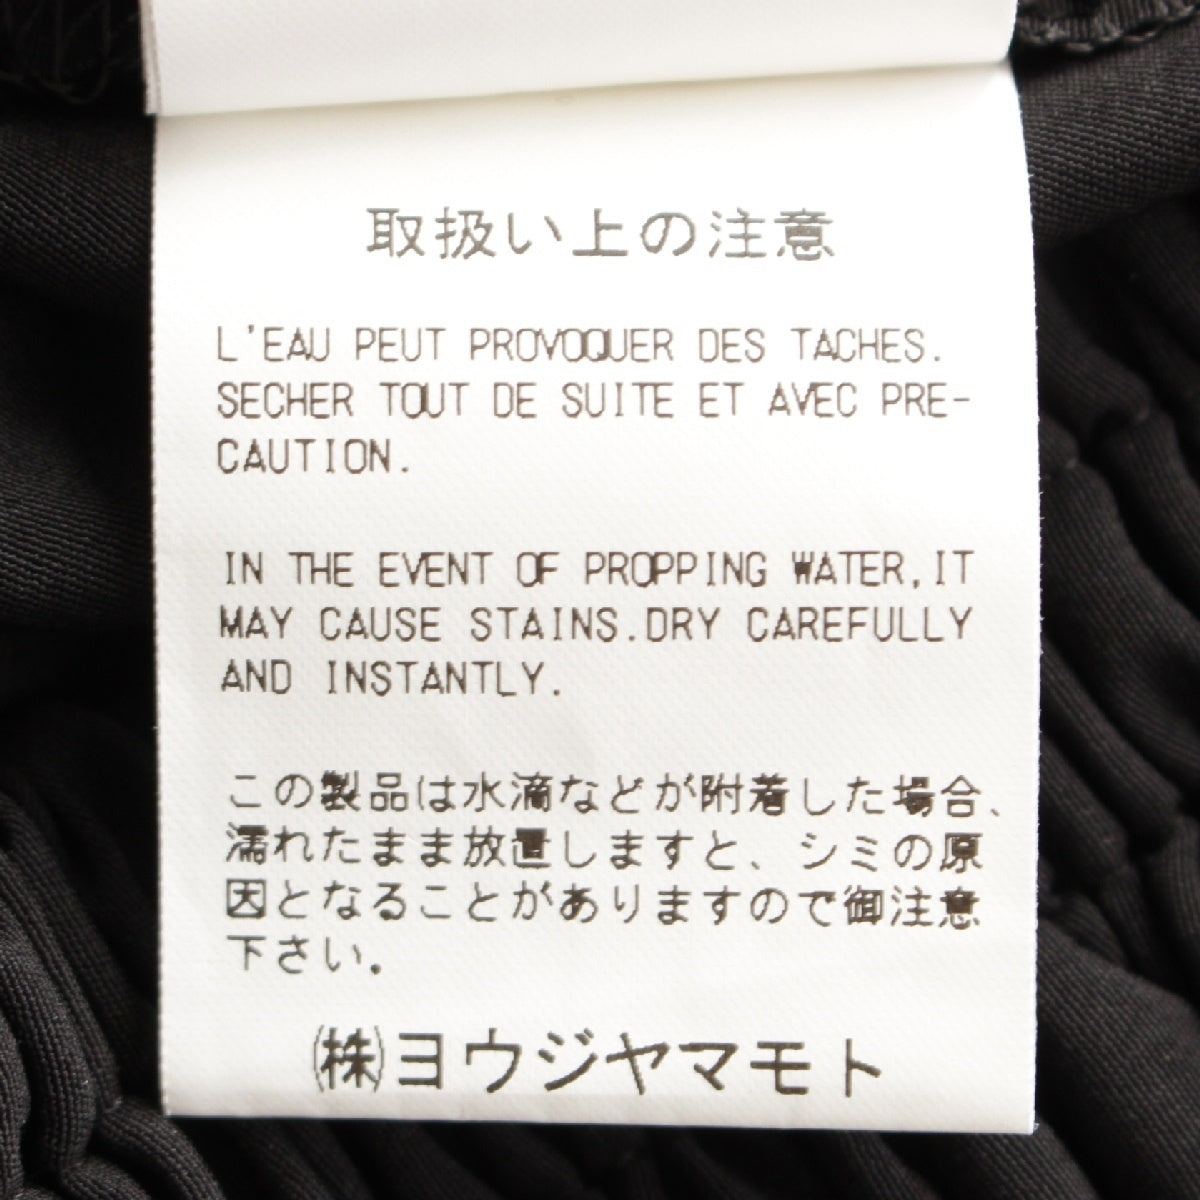 取扱い上の注意
L'EAU PEUT PROVOQUER DES TACHES.
SECHER TOUT DE SUITE ET AVEC PRE-
CAUTION.
IN THE EVENT OF PROPPING WATER,IT
MAY CAUSE STAINS.DRY CAREFULLY
AND INSTANTLY.
この製品は水滴などが附着した場合、
濡れたまま放置しますと、シミの原
因となることがありますので御注意
下さい。
㈱ヨウジヤマモト